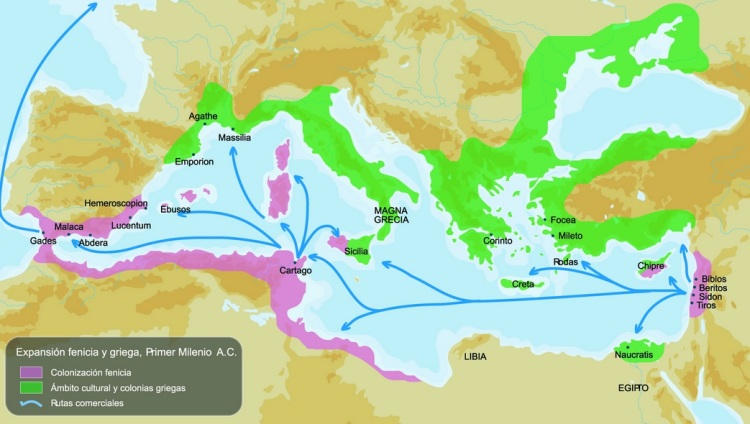 Agathe
Massilia
Emporion
Hemeroscopion
Ebusos
Malaca
Lucentum
Gades
Abdera
MAGNA
GRECIA
Focea
Corinto
Mileto
Sicilia
Cartago
Rodas
Chipre
Creta
Biblos
Beritos
Sidon
Tiros
LIBIA
Naucratis
EGIPTO
Expansión fenicia y griega, Primer Milenio A.C.
Colonización fenicia
Ámbito cultural y colonias griegas
Rutas comerciales